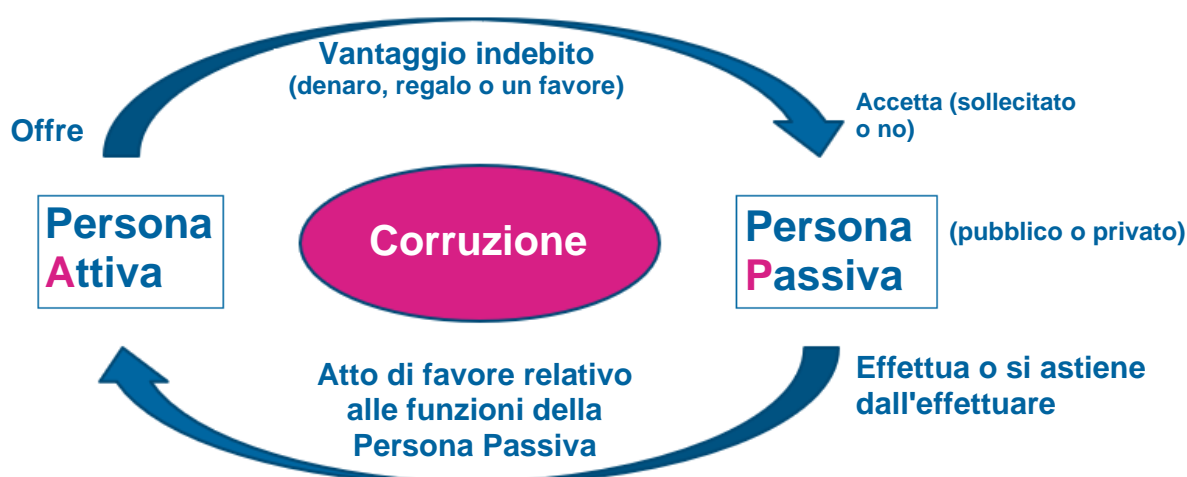 Vantaggio indebito
(denaro, regalo o un favore)
Offre
Accetta (sollecitato
o no)
Persona
Attiva
Corruzione
Persona
Passiva
(pubblico o privato)
Atto di favore relativo
alle funzioni della
Persona Passiva
Effettua o si astiene
dall'effettuare